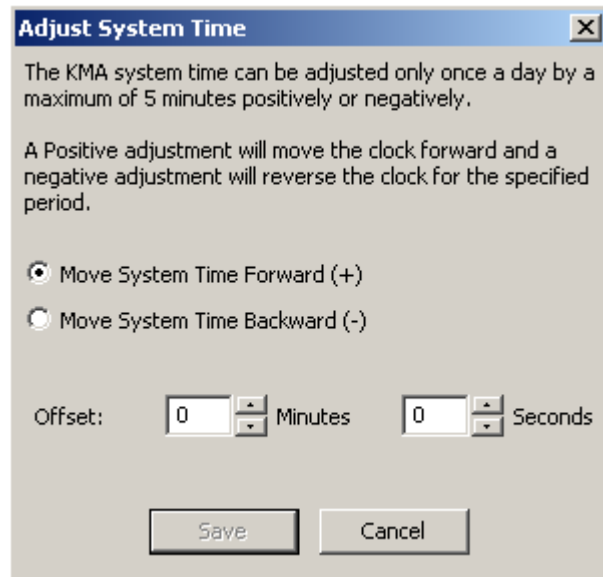 Adjust System Time
The KMA system time can be adjusted only once a day by a
maximum of 5 minutes positively or negatively.
A Positive adjustment will move the clock forward and a
negative adjustment will reverse the clock for the specified
period.
Move System Time Forward (+)
Move System Time Backward (-)
Offset: 0 Minutes 0 Seconds
Save Cancel